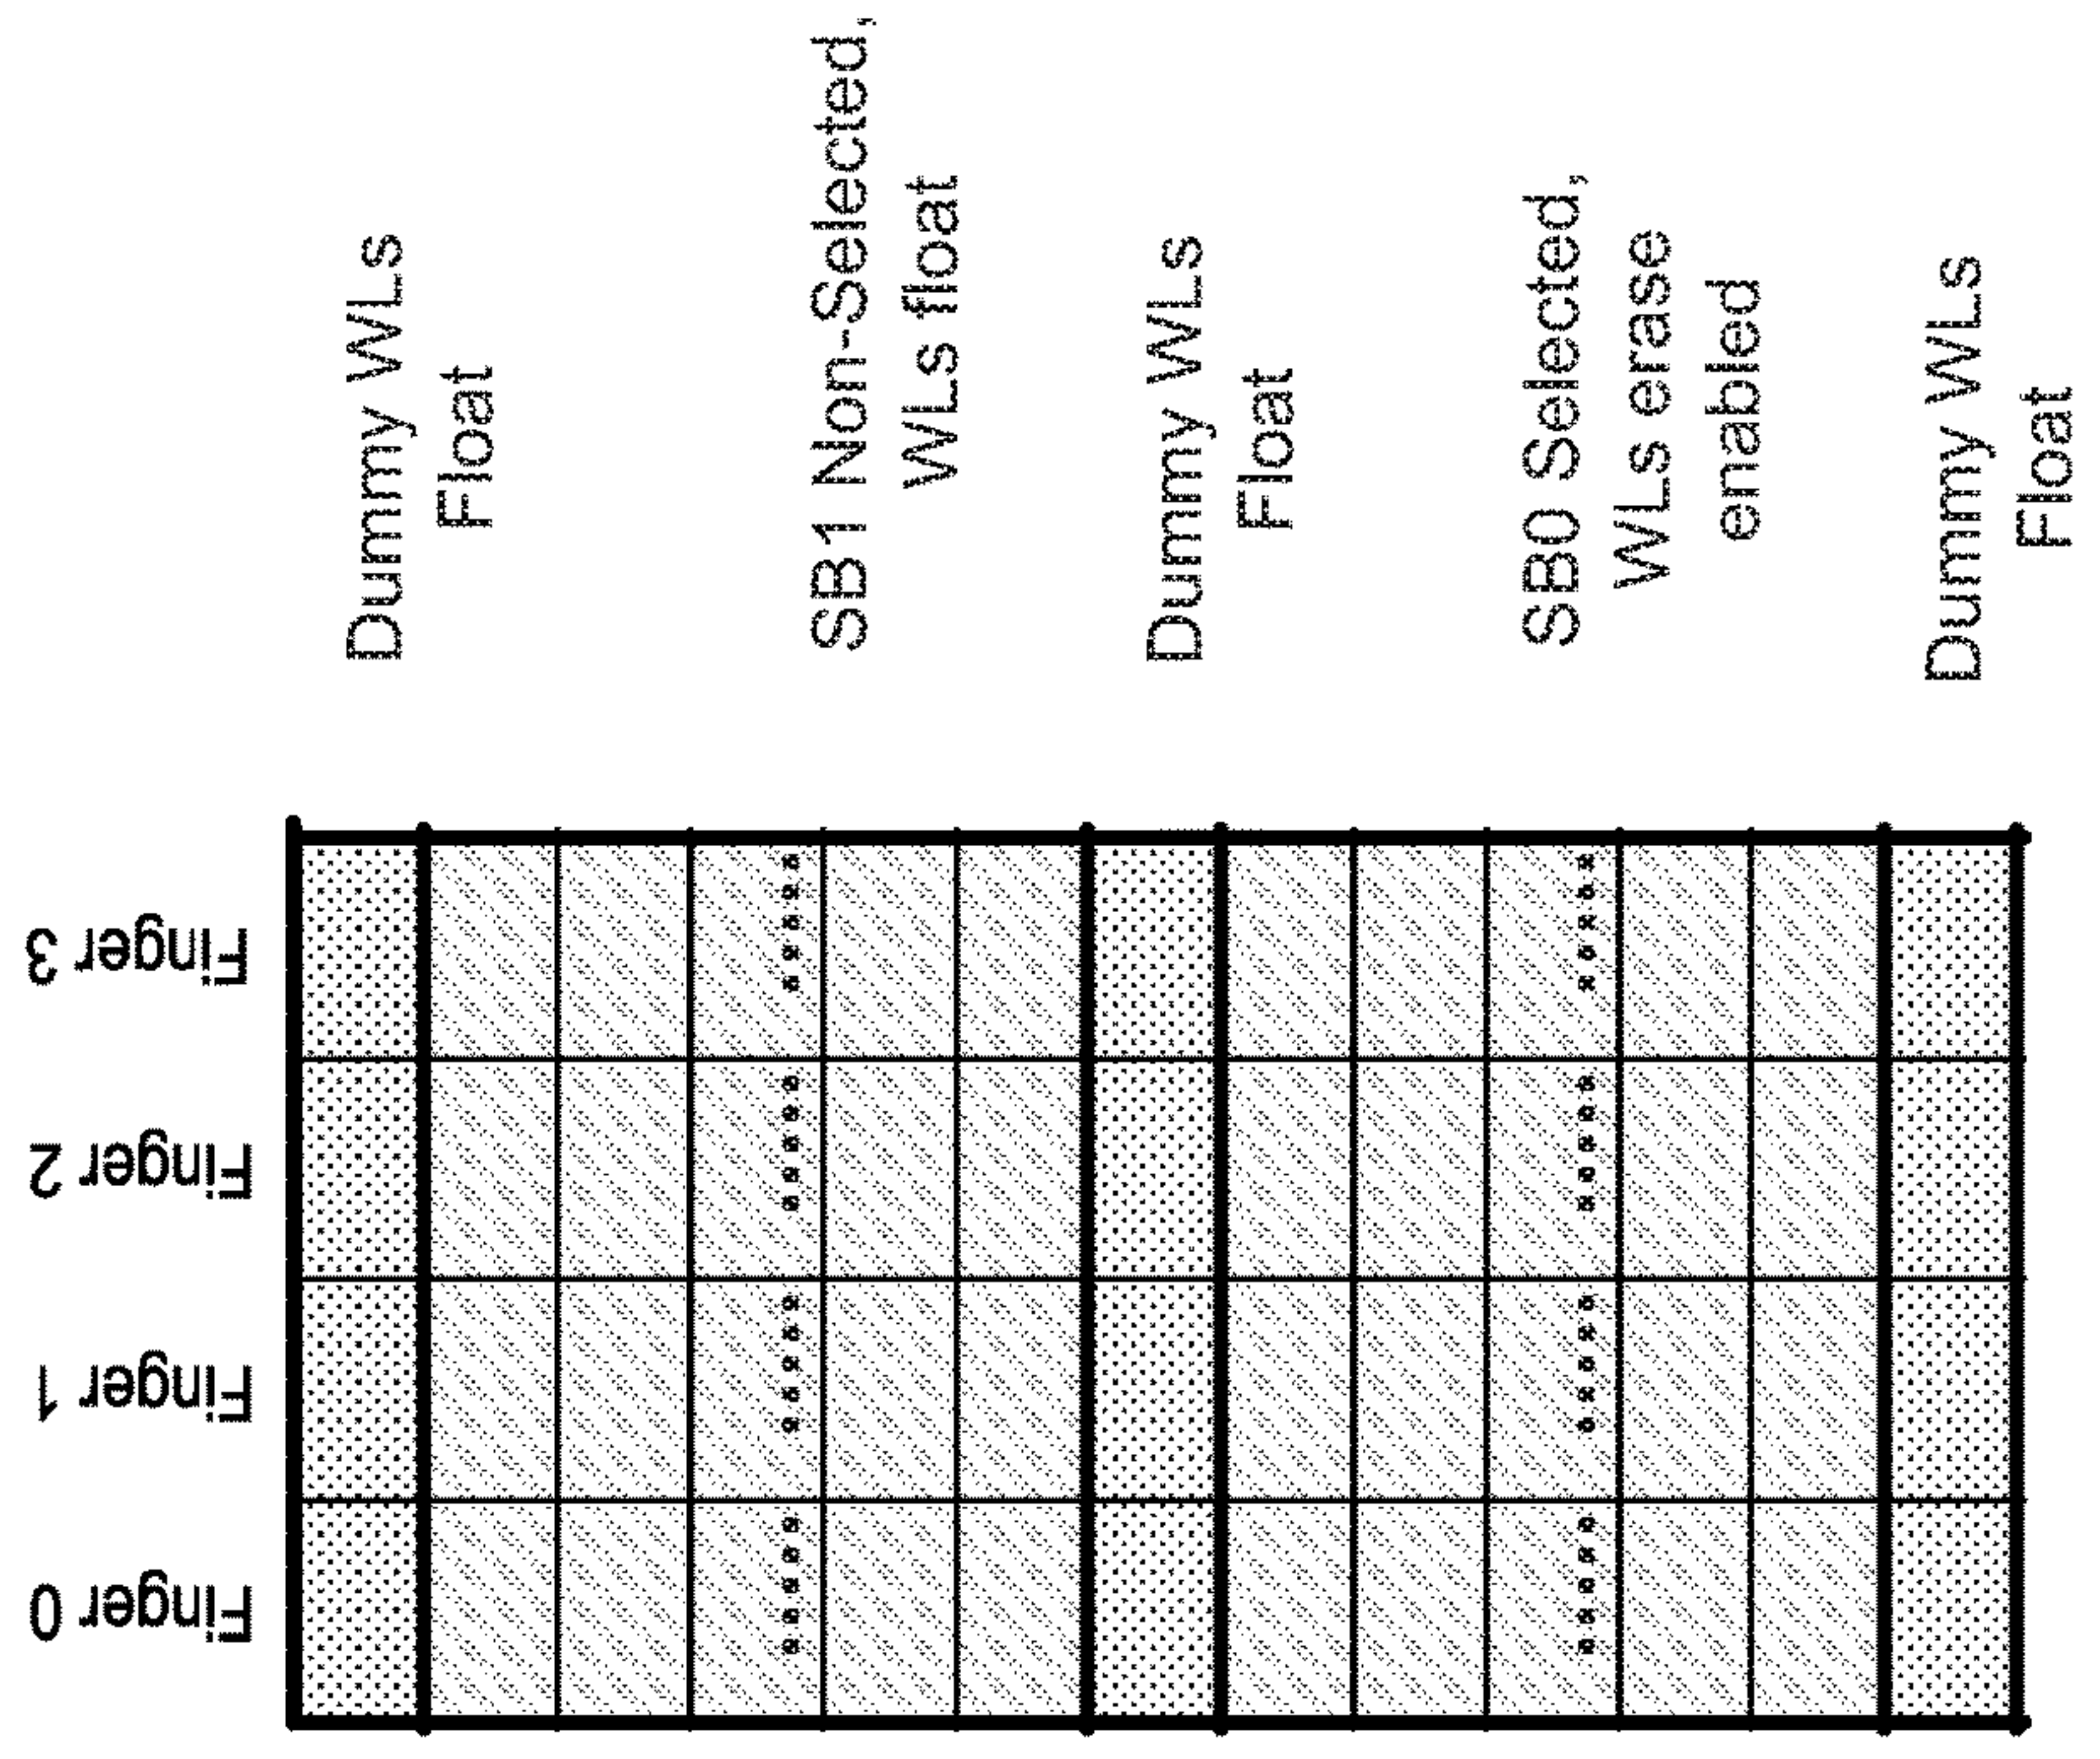 Finger 0
Finger 1
Finger 2
Finger 3
Dummy WLs
Float
SB1 Non-Selected,
WLs float
Dummy WLs
Float
SB0 Selected,
WLs erase
enabled
Dummy WLs
Float